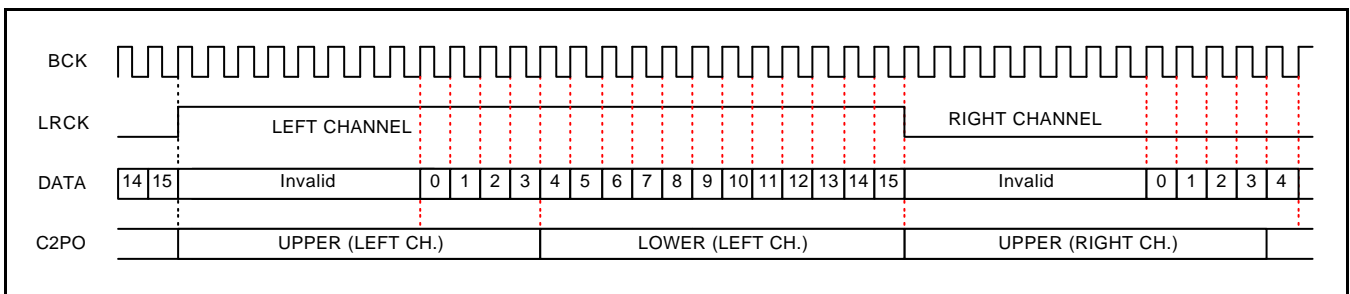 BCK
LRCK LEFT CHANNEL RIGHT CHANNEL
DATA 14 15 Invalid 0 1 2 3 4 5 6 7 8 9 10 11 12 13 14 15 Invalid 0 1 2 3 4
C2PO UPPER (LEFT CH.) LOWER (LEFT CH.) UPPER (RIGHT CH.)